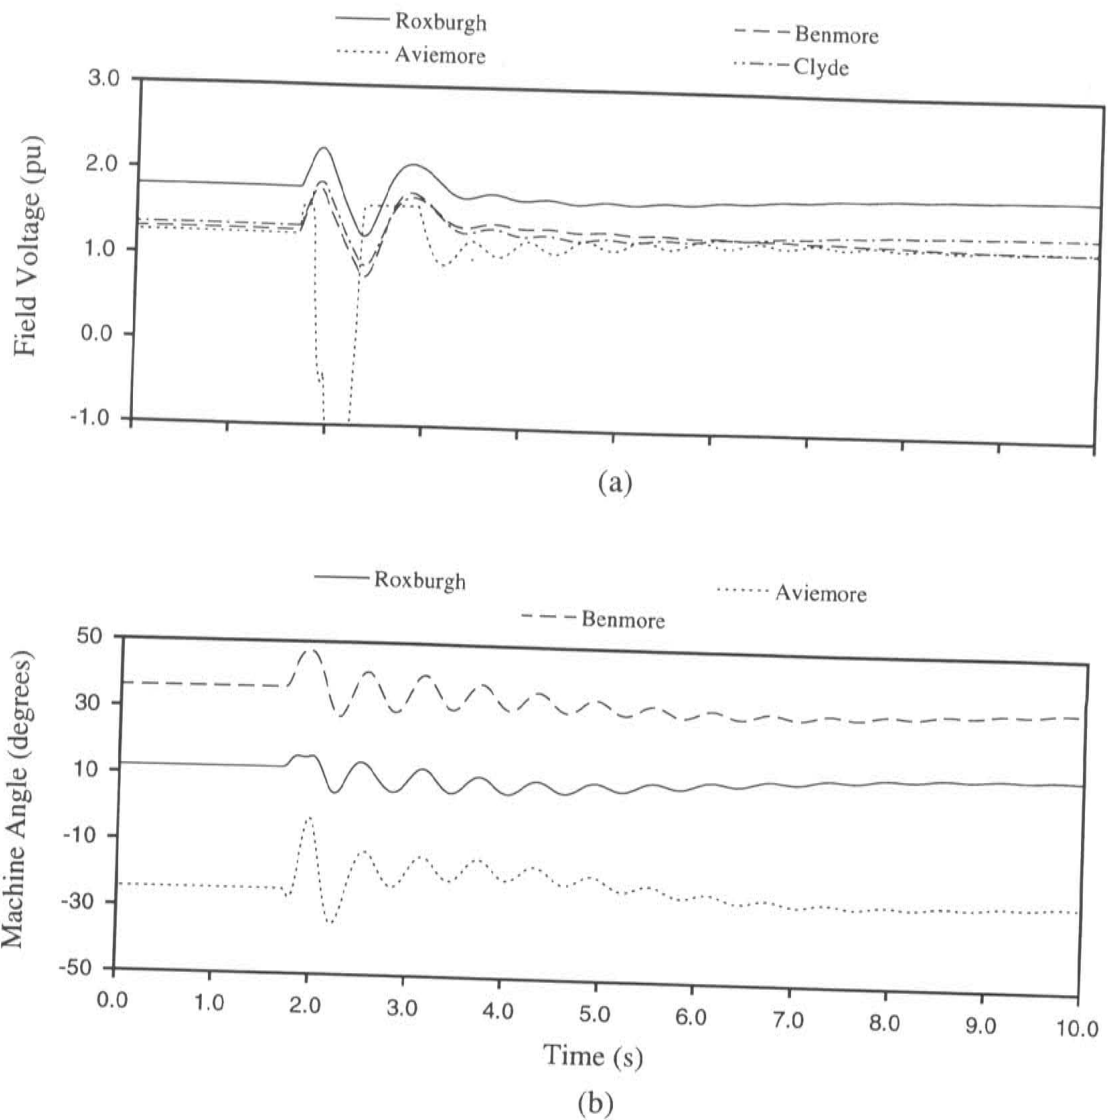 Roxburgh
Benmore
Aviemore
Clyde
3.0
2.0
1.0
0.0
-1.0
Field Voltage (pu)
(a)
Roxburgh
Aviemore
Benmore
50
30
10
-10
-30
-50
Machine Angle (degrees)
0.0 1.0 2.0 3.0 4.0 5.0 6.0 7.0 8.0 9.0 10.0
Time (s)
(b)